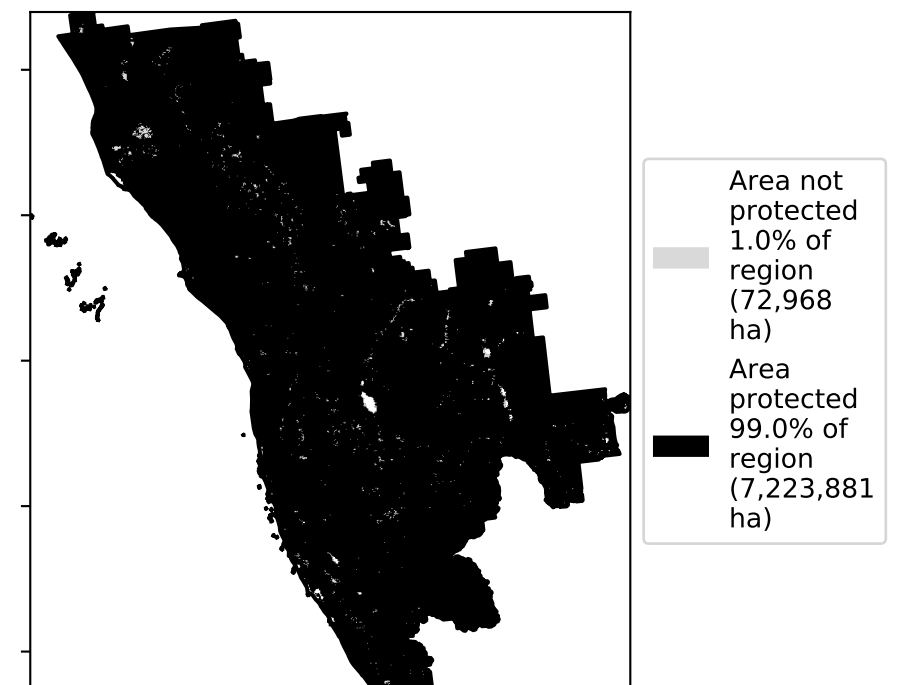 Area not
protected
1.0% of
region
(72,968
ha)
Area
protected
99.0% of
region
(7,223,881
ha)